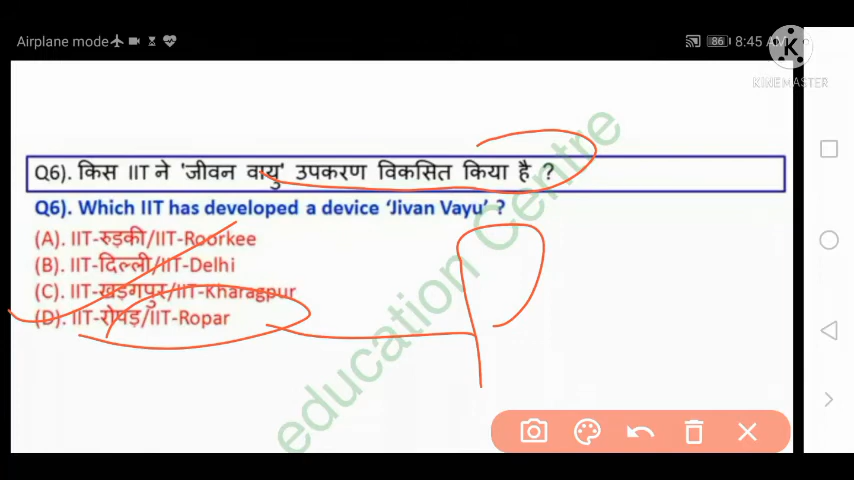 Airplane mode
86 8:45 AM
K
KINEMASTER
Q6). किस IIT ने 'जीवन वायु' उपकरण विकसित किया है ?
Q6). Which IIT has developed a device ‘Jivan Vayu’ ?
(A). IIT-रुड़की/IIT-Roorkee
(B). IIT-दिल्ली/IIT-Delhi
(C). IIT-खड़गपुर/IIT-Kharagpur
(D). IIT-रोपड़/IIT-Ropar
education Centre